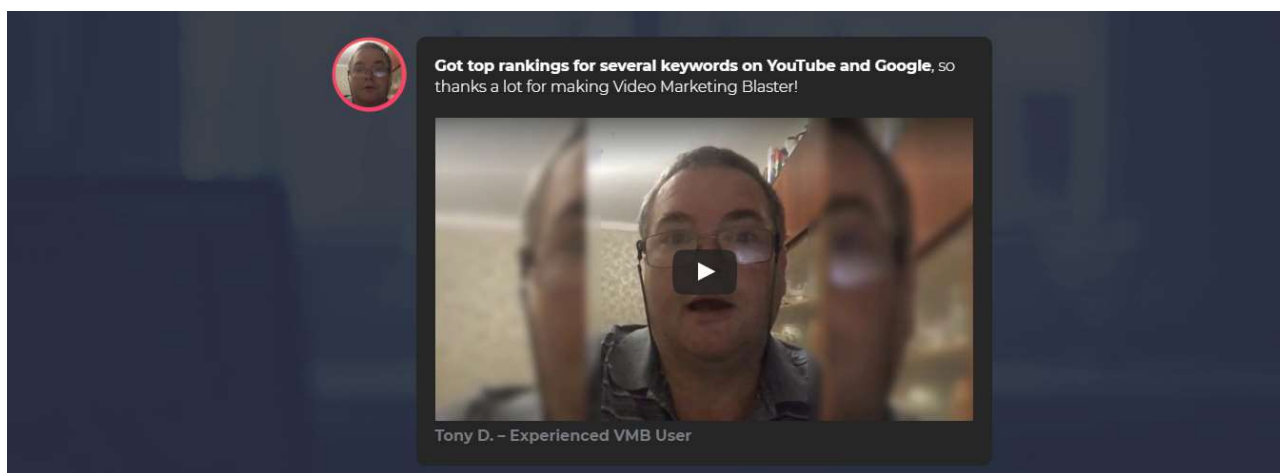 Got top rankings for several keywords on YouTube and Google, so
thanks a lot for making Video Marketing Blaster!
Tony D. – Experienced VMB User